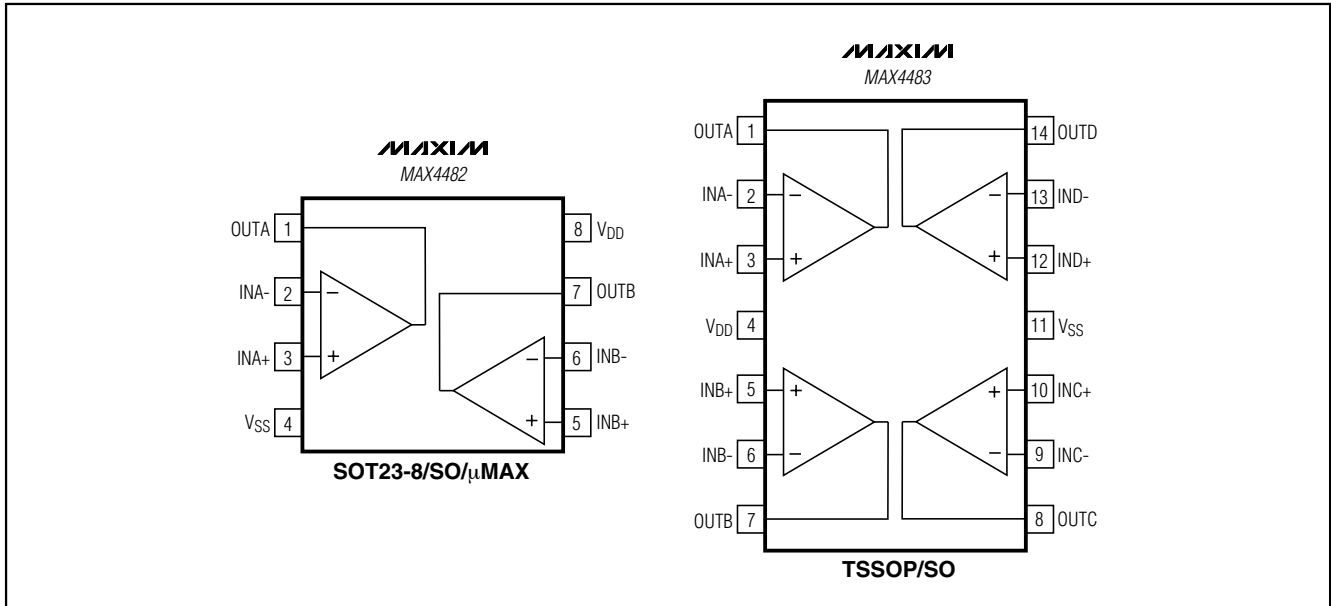 MAXIM
MAX4482
OUTA 1
INA- 2
INA+ 3
VSS 4
8 VDD
7 OUTB
6 INB-
5 INB+
− + − +
SOT23-8/SO/µMAX
MAXIM
MAX4483
OUTA 1
INA- 2
INA+ 3
VDD 4
INB+ 5
INB- 6
OUTB 7
14 OUTD
13 IND-
12 IND+
11 VSS
10 INC+
9 INC-
8 OUTC
− + − +
+ − + −
TSSOP/SO